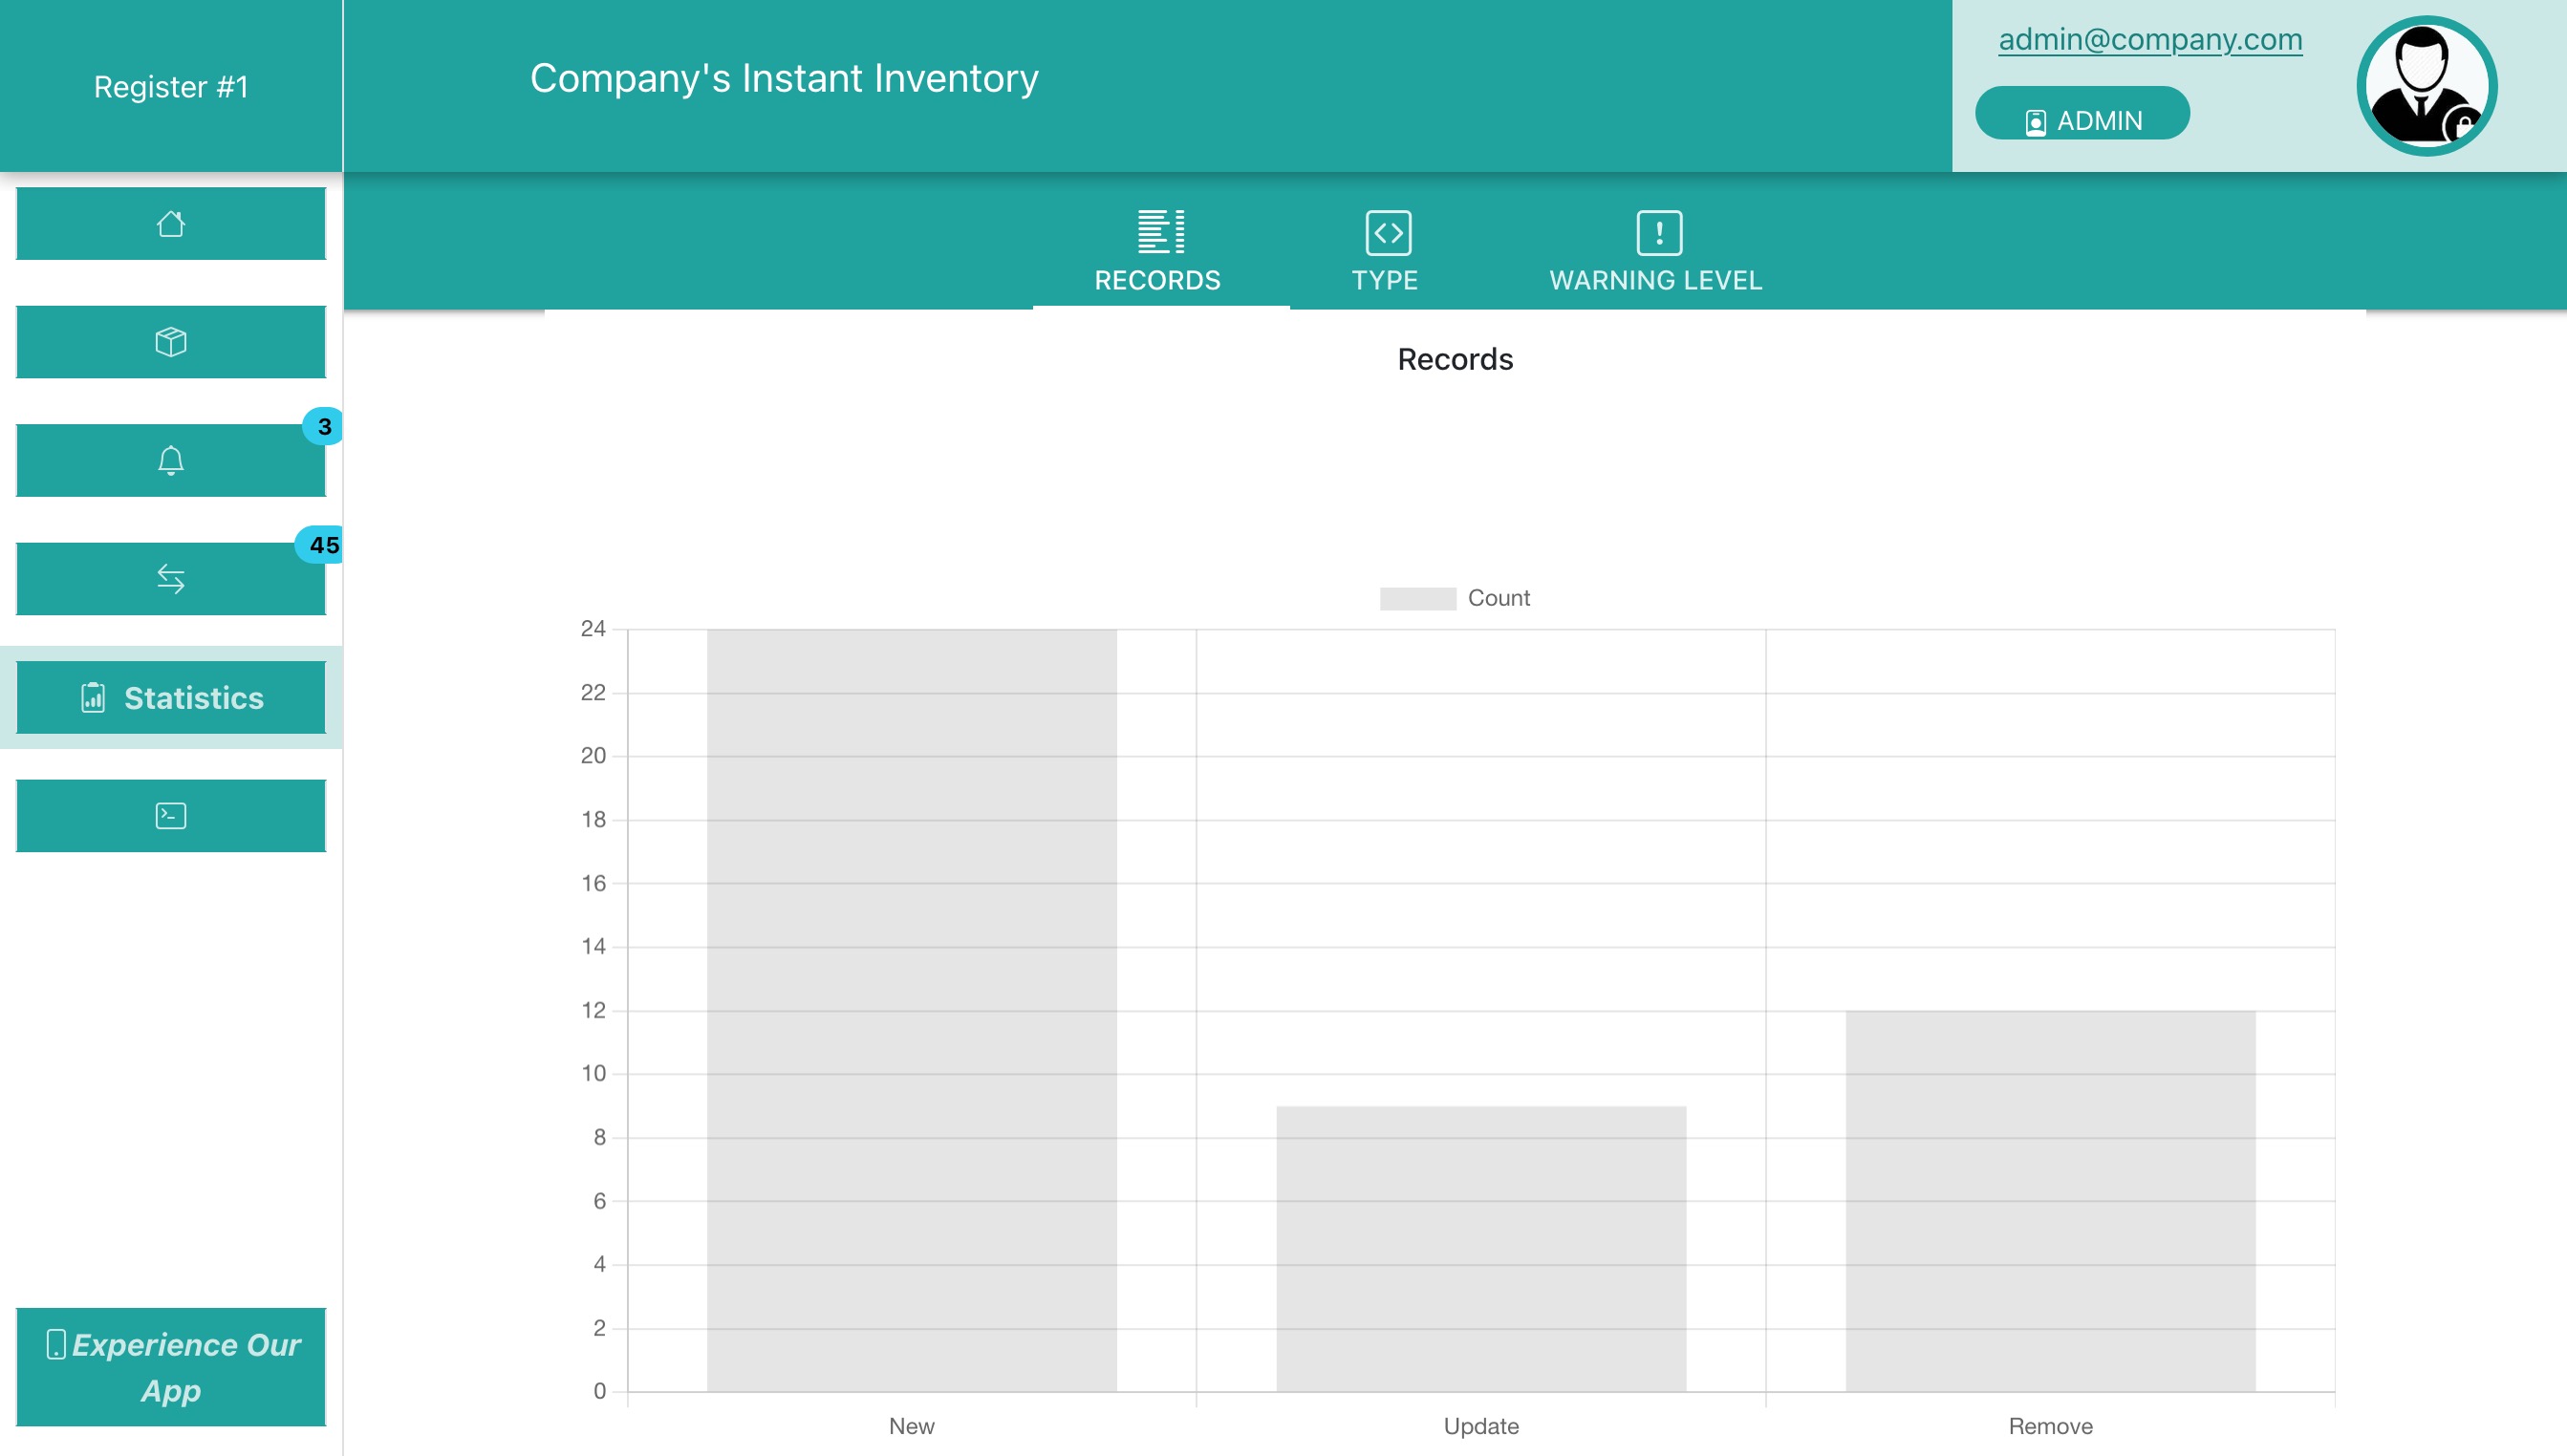 Register #1
Company's Instant Inventory
admin@company.com
ADMIN
RECORDS
TYPE
WARNING LEVEL
3
45
Statistics
Experience Our
App
Records
Count
24
22
20
18
16
14
12
10
8
6
4
2
0
New
Update
Remove